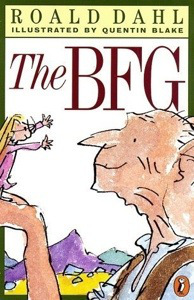 ROALD DAHL
ILLUSTRATED BY QUENTIN BLAKE
The BFG